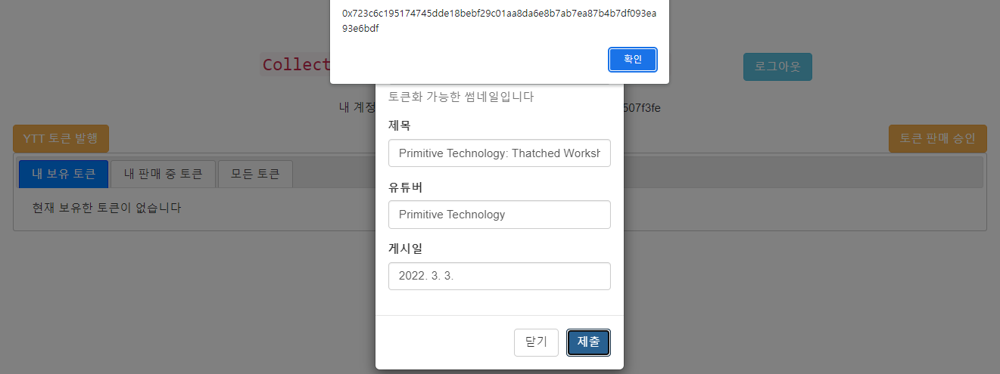 0x723c6c195174745dde18bebf29c01aa8da6e8b7ab7ea87b4b7df093ea
93e6bdf
확인
Collect
로그아웃
토큰화 가능한 썸네일입니다
내 계정
507f3fe
제목
YTT 토큰 발행
토큰 판매 승인
Primitive Technology: Thatched Worksh
내 보유 토큰
내 판매 중 토큰
모든 토큰
유튜버
현재 보유한 토큰이 없습니다
Primitive Technology
게시일
2022. 3. 3.
닫기
제출